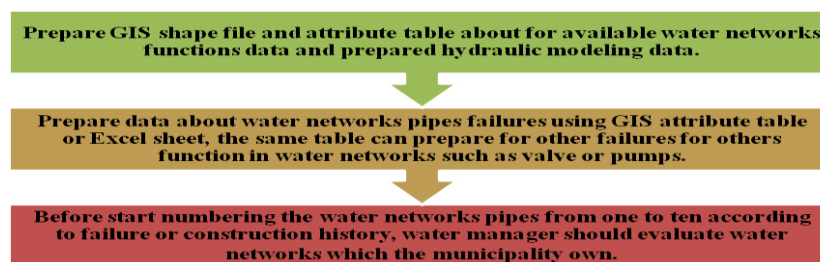 Prepare GIS shape file and attribute table about for available water networks
functions data and prepared hydraulic modeling data.
Prepare data about water networks pipes failures using GIS attribute table
or Excel sheet, the same table can prepare for other failures for others
function in water networks such as valve or pumps.
Before start numbering the water networks pipes from one to ten according
to failure or construction history, water manager should evaluate water
networks which the municipality own.